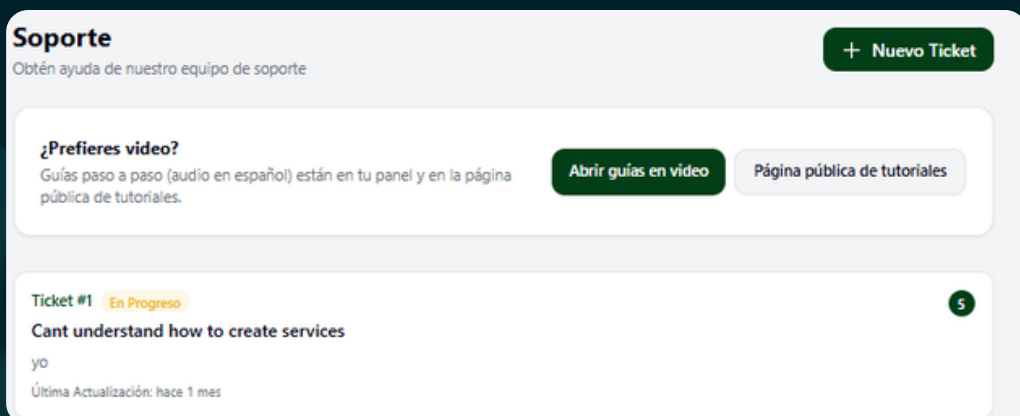 Soporte
+ Nuevo Ticket
Obtén ayuda de nuestro equipo de soporte
¿Prefieres video?
Guías paso a paso (audio en español) están en tu panel y en la página
pública de tutoriales.
Abrir guías en video
Página pública de tutoriales
Ticket #1 En Progreso
5
Cant understand how to create services
yo
Última Actualización: hace 1 mes